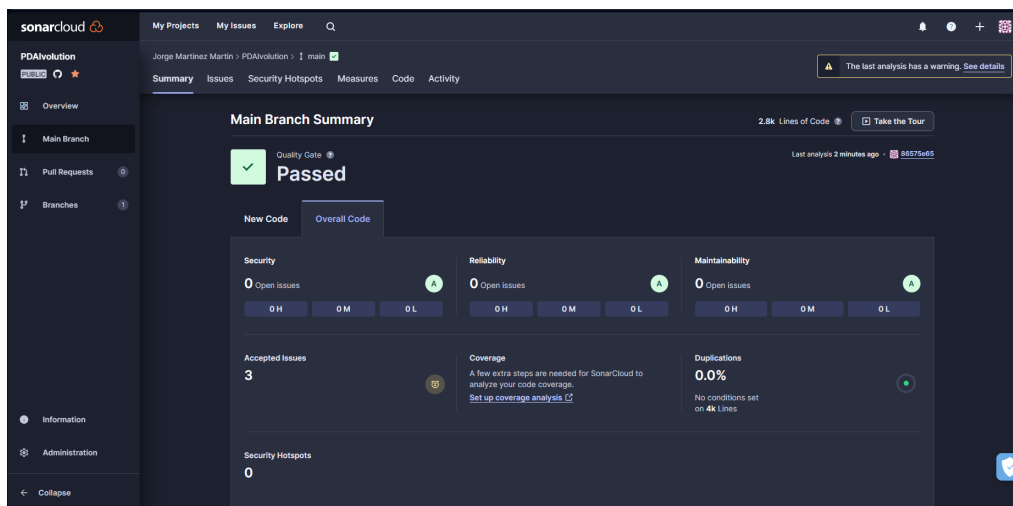 sonarcloud
My Projects My Issues Explore
PDAIvolution
PUBLIC
Jorge Martinez Martin > PDAIvolution > main
The last analysis has a warning. See details
Summary Issues Security Hotspots Measures Code Activity
Overview
Main Branch
Pull Requests 0
Branches 1
Main Branch Summary
2.8k Lines of Code ?
Take the Tour
Quality Gate ?
Passed
Last analysis 2 minutes ago • 86575e65
New Code Overall Code
Security
0 Open issues A
0 H 0 M 0 L
Reliability
0 Open issues A
0 H 0 M 0 L
Maintainability
0 Open issues A
0 H 0 M 0 L
Accepted Issues
3
Coverage
A few extra steps are needed for SonarCloud to
analyze your code coverage.
Set up coverage analysis
Duplications
0.0%
No conditions set
on 4k Lines
Security Hotspots
0
Information
Administration
Collapse